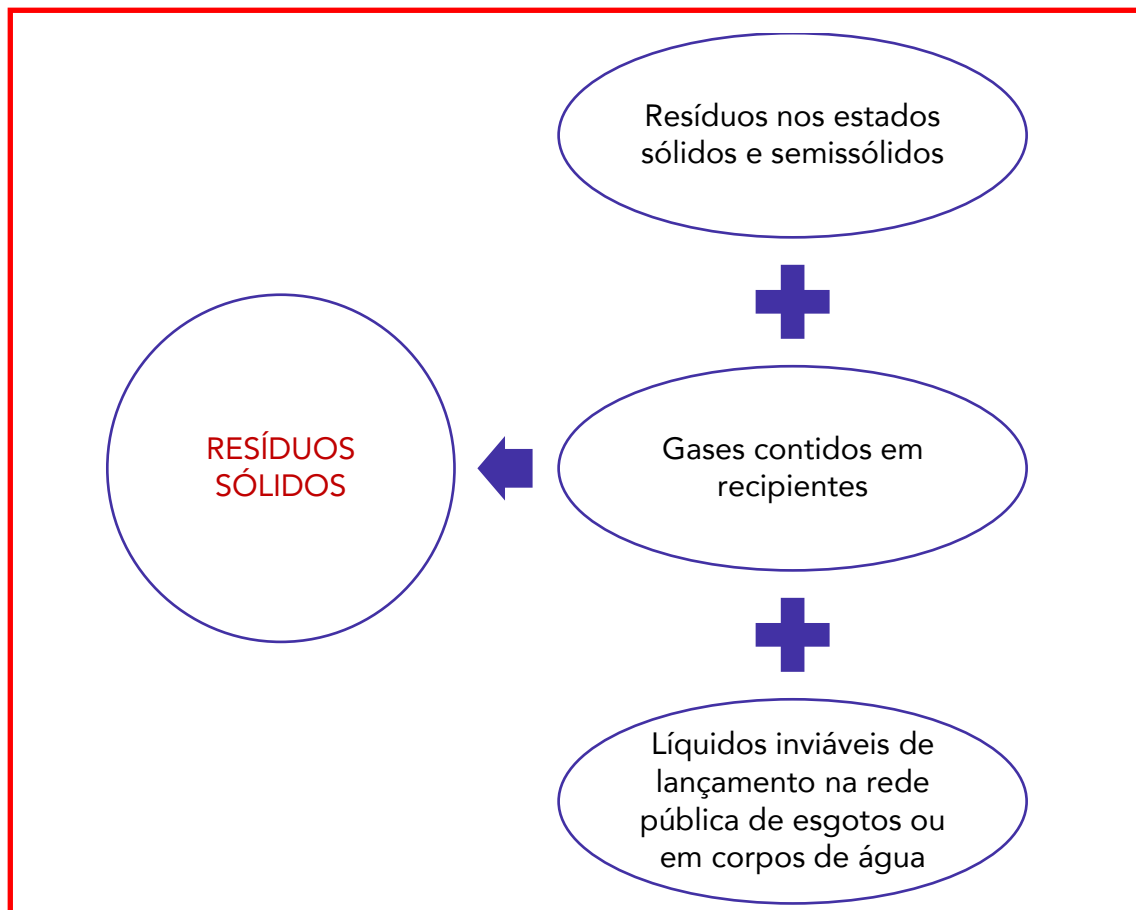 Resíduos nos estados
sólidos e semissólidos
RESÍDUOS
SÓLIDOS
Gases contidos em
recipientes
Líquidos inviáveis de
lançamento na rede
pública de esgotos ou
em corpos de água